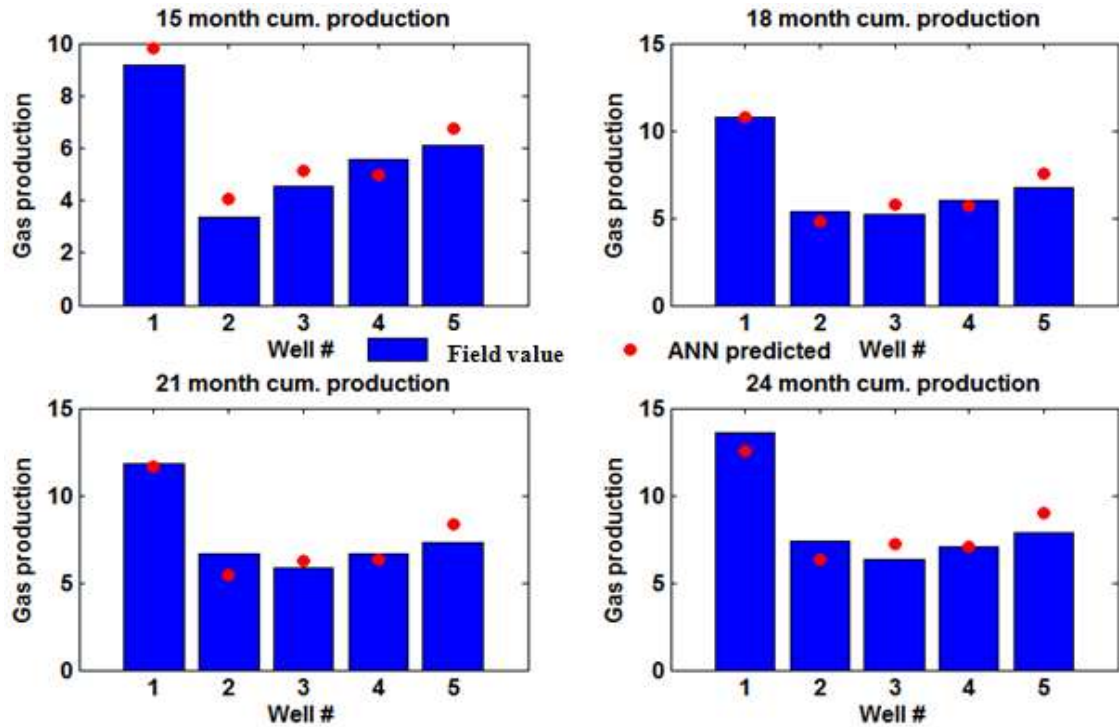 15 month cum. production
18 month cum. production
Gas production
10
8
6
4
2
0
1 2 3 4 5
Well #
Gas production
15
10
5
0
1 2 3 4 5
Well #
Field value
ANN predicted
21 month cum. production
24 month cum. production
Gas production
15
10
5
0
1 2 3 4 5
Well #
Gas production
15
10
5
0
1 2 3 4 5
Well #